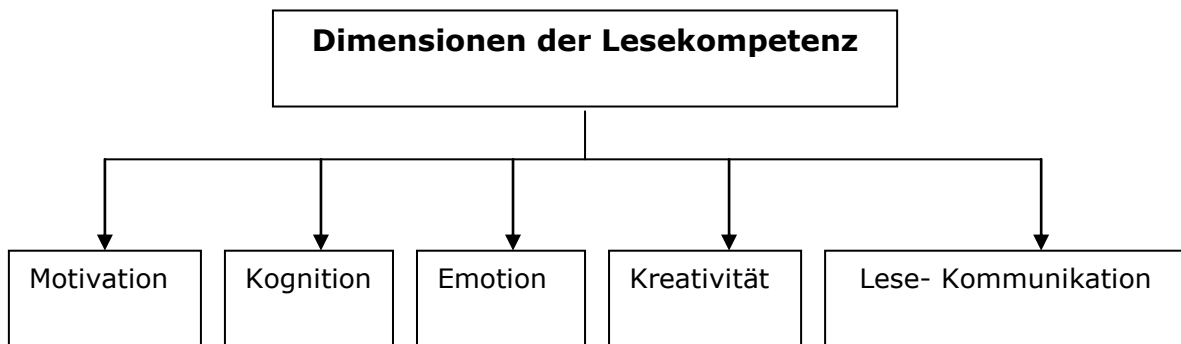 Dimensionen der Lesekompetenz
Motivation
Kognition
Emotion
Kreativität
Lese- Kommunikation